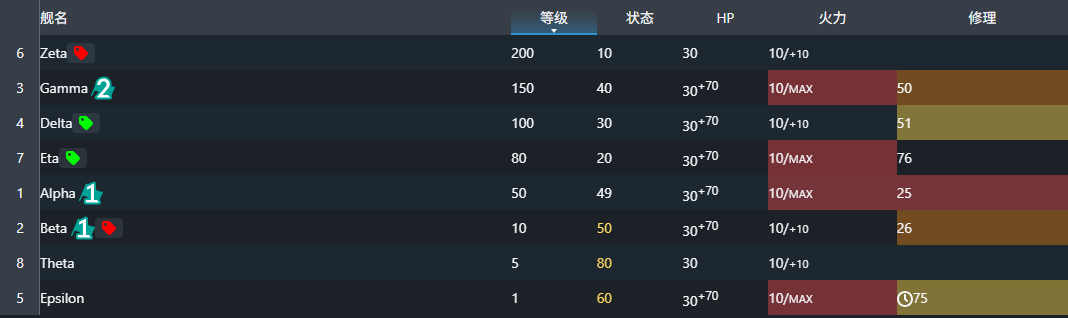 舰名 等级 状态 HP 火力 修理
6 Zeta 200 10 30 10/+10
3 Gamma 2 150 40 30+70 10/MAX 50
4 Delta 100 30 30+70 10/+10 51
7 Eta 80 20 30+70 10/MAX 76
1 Alpha 1 50 49 30+70 10/MAX 25
2 Beta 1 10 50 30+70 10/+10 26
8 Theta 5 80 30 10/+10
5 Epsilon 1 60 30+70 10/MAX 75